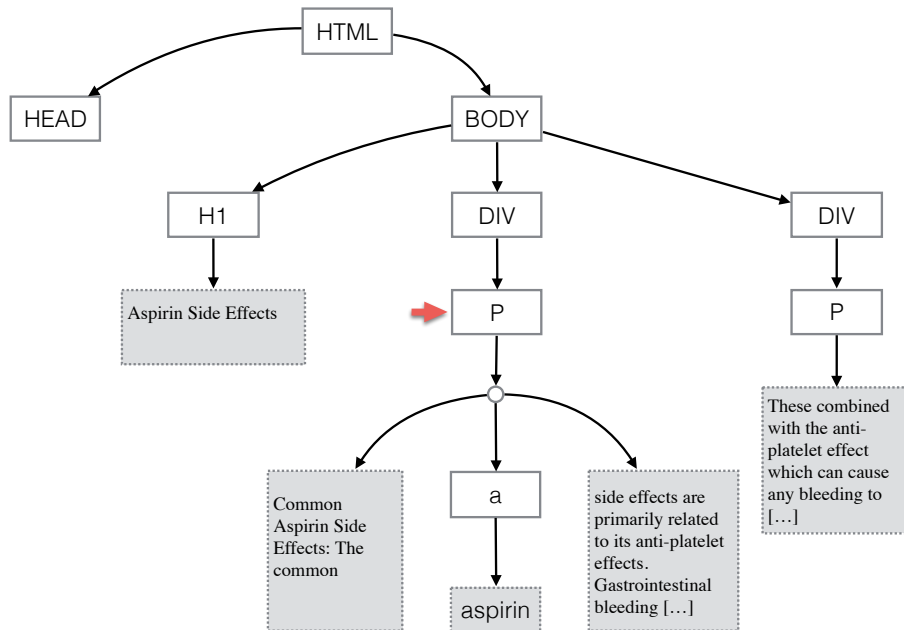 HTML
HEAD
BODY
H1
DIV
DIV
Aspirin Side Effects
P
P
These combined
with the anti-
platelet effect
which can cause
any bleeding to
[…]
Common
Aspirin Side
Effects: The
common
a
side effects are
primarily related
to its anti-platelet
effects.
Gastrointestinal
bleeding […]
aspirin